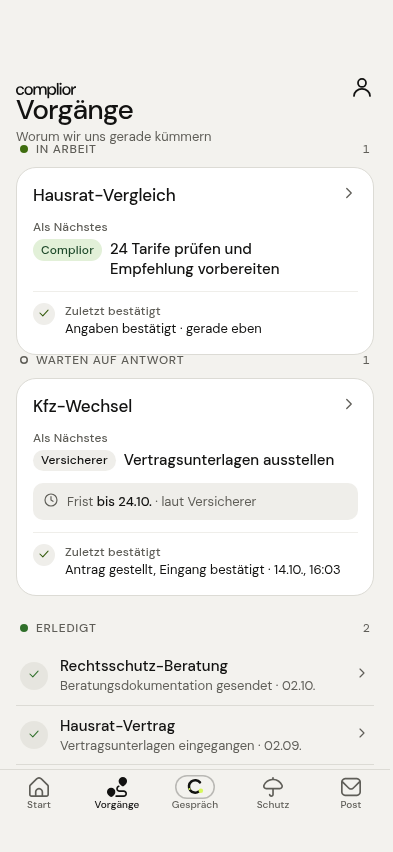 complior
Vorgänge
Worum wir uns gerade kümmern
IN ARBEIT 1
Hausrat-Vergleich
Als Nächstes
Complior 24 Tarife prüfen und
Empfehlung vorbereiten
Zuletzt bestätigt
Angaben bestätigt · gerade eben
WARTEN AUF ANTWORT 1
Kfz-Wechsel
Als Nächstes
Versicherer Vertragsunterlagen ausstellen
Frist bis 24.10. · laut Versicherer
Zuletzt bestätigt
Antrag gestellt, Eingang bestätigt · 14.10., 16:03
ERLEDIGT 2
Rechtsschutz-Beratung
Beratungsdokumentation gesendet · 02.10.
Hausrat-Vertrag
Vertragsunterlagen eingegangen · 02.09.
Start Vorgänge Gespräch Schutz Post